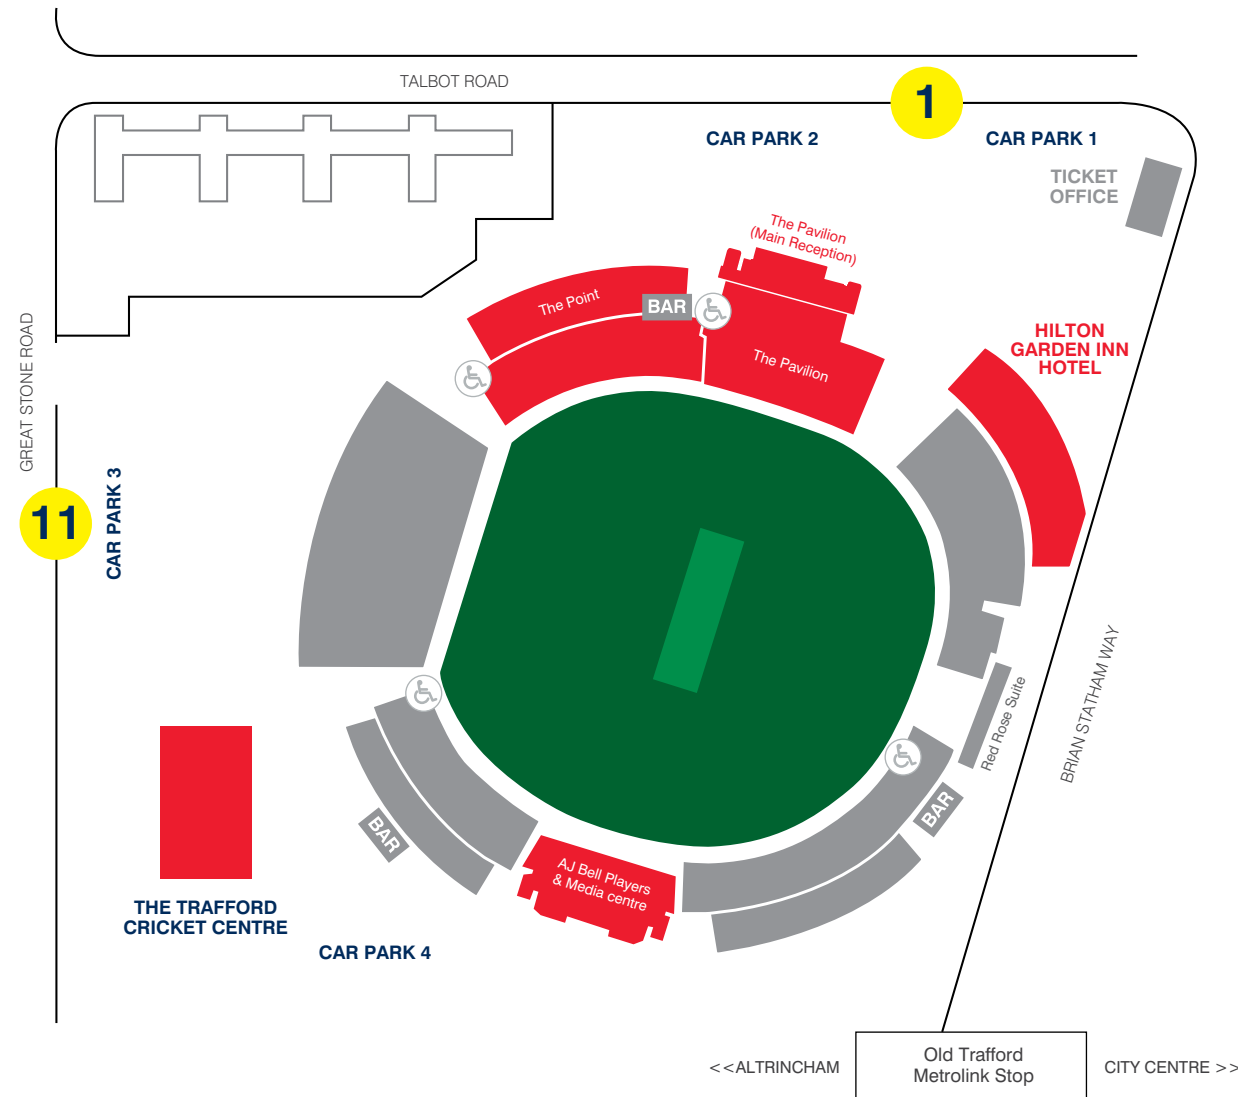 TALBOT ROAD
1
CAR PARK 2
CAR PARK 1
TICKET
OFFICE
The Pavilion
(Main Reception)
The Point
BAR
The Pavilion
HILTON
GARDEN INN
HOTEL
GREAT STONE ROAD
11
CAR PARK 3
BRIAN STATHAM WAY
Red Rose Suite
BAR
BAR
AJ Bell Players
& Media centre
THE TRAFFORD
CRICKET CENTRE
CAR PARK 4
<<ALTRINCHAM
Old Trafford
Metrolink Stop
CITY CENTRE >>